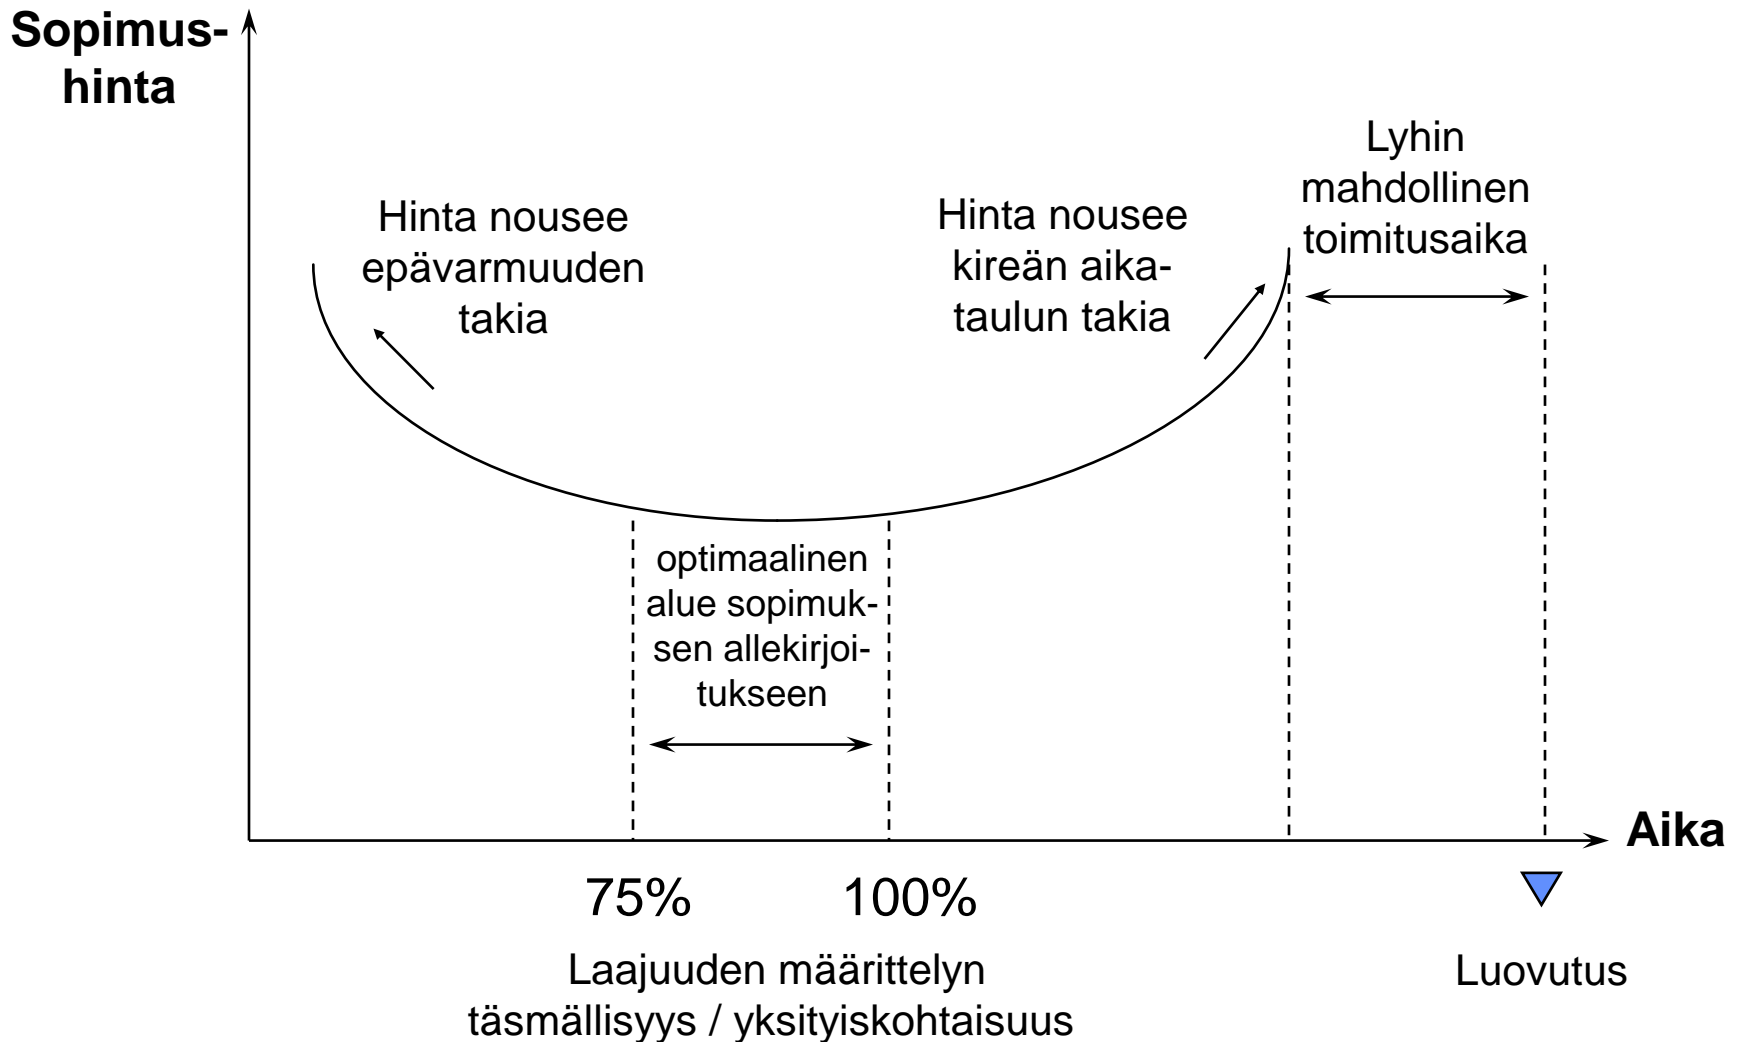 Sopimus-
hinta
Hinta nousee
epävarmuuden
takia
Hinta nousee
kireän aika-
taulun takia
Lyhin
mahdollinen
toimitusaika
optimaalinen
alue sopimuk-
sen allekirjoi-
tukseen
Aika
75%
100%
Laajuuden määrittelyn
täsmällisyys / yksityiskohtaisuus
Luovutus